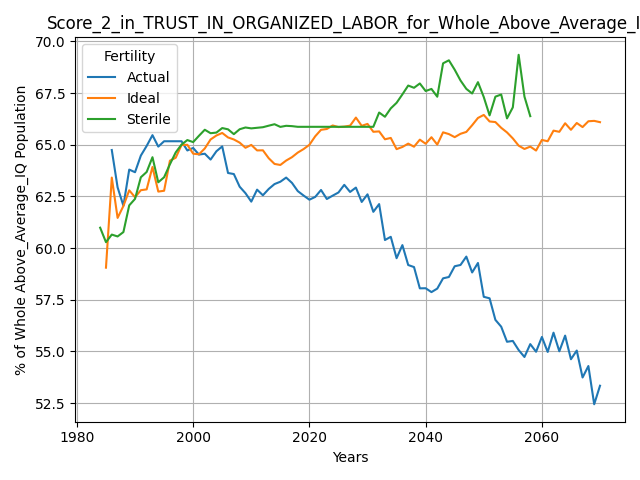 Score_2_in_TRUST_IN_ORGANIZED_LABOR_for_Whole_Above_Average_I
Fertility
Actual
Ideal
Sterile
% of Whole Above_Average_IQ Population
70.0
67.5
65.0
62.5
60.0
57.5
55.0
52.5
1980
2000
2020
2040
2060
Years